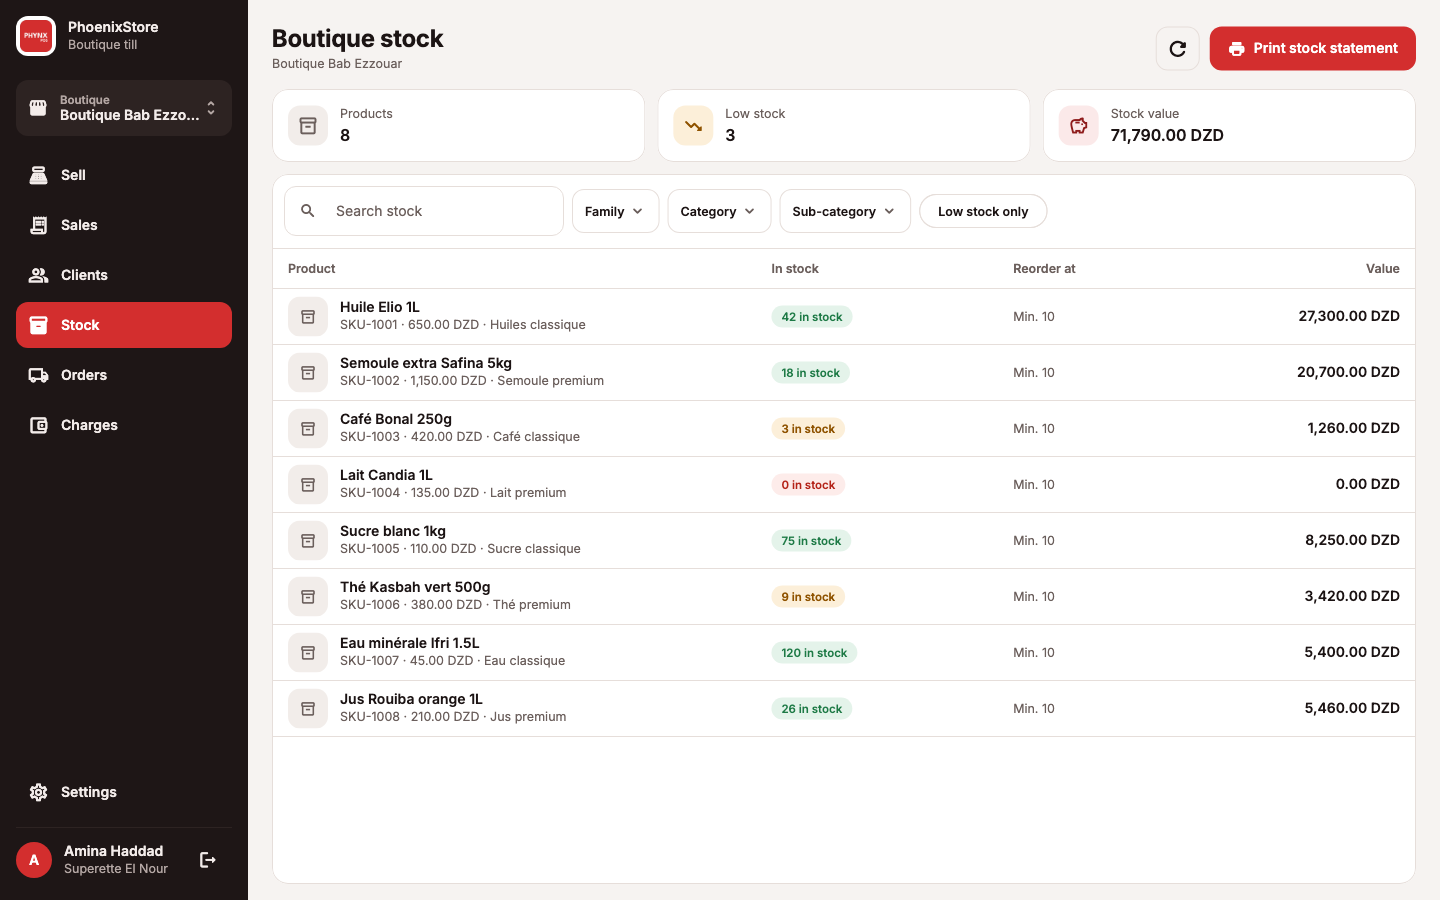 PHYNX
POS
PhoenixStore
Boutique till
Boutique
Boutique Bab Ezzo...
Sell
Sales
Clients
Stock
Orders
Charges
Settings
A
Amina Haddad
Superette El Nour
Boutique stock
Boutique Bab Ezzouar
Print stock statement
Products
8
Low stock
3
Stock value
71,790.00 DZD
Search stock
Family
Category
Sub-category
Low stock only
Product In stock Reorder at Value
Huile Elio 1L
SKU-1001 · 650.00 DZD · Huiles classique
42 in stock
Min. 10
27,300.00 DZD
Semoule extra Safina 5kg
SKU-1002 · 1,150.00 DZD · Semoule premium
18 in stock
Min. 10
20,700.00 DZD
Café Bonal 250g
SKU-1003 · 420.00 DZD · Café classique
3 in stock
Min. 10
1,260.00 DZD
Lait Candia 1L
SKU-1004 · 135.00 DZD · Lait premium
0 in stock
Min. 10
0.00 DZD
Sucre blanc 1kg
SKU-1005 · 110.00 DZD · Sucre classique
75 in stock
Min. 10
8,250.00 DZD
Thé Kasbah vert 500g
SKU-1006 · 380.00 DZD · Thé premium
9 in stock
Min. 10
3,420.00 DZD
Eau minérale Ifri 1.5L
SKU-1007 · 45.00 DZD · Eau classique
120 in stock
Min. 10
5,400.00 DZD
Jus Rouiba orange 1L
SKU-1008 · 210.00 DZD · Jus premium
26 in stock
Min. 10
5,460.00 DZD